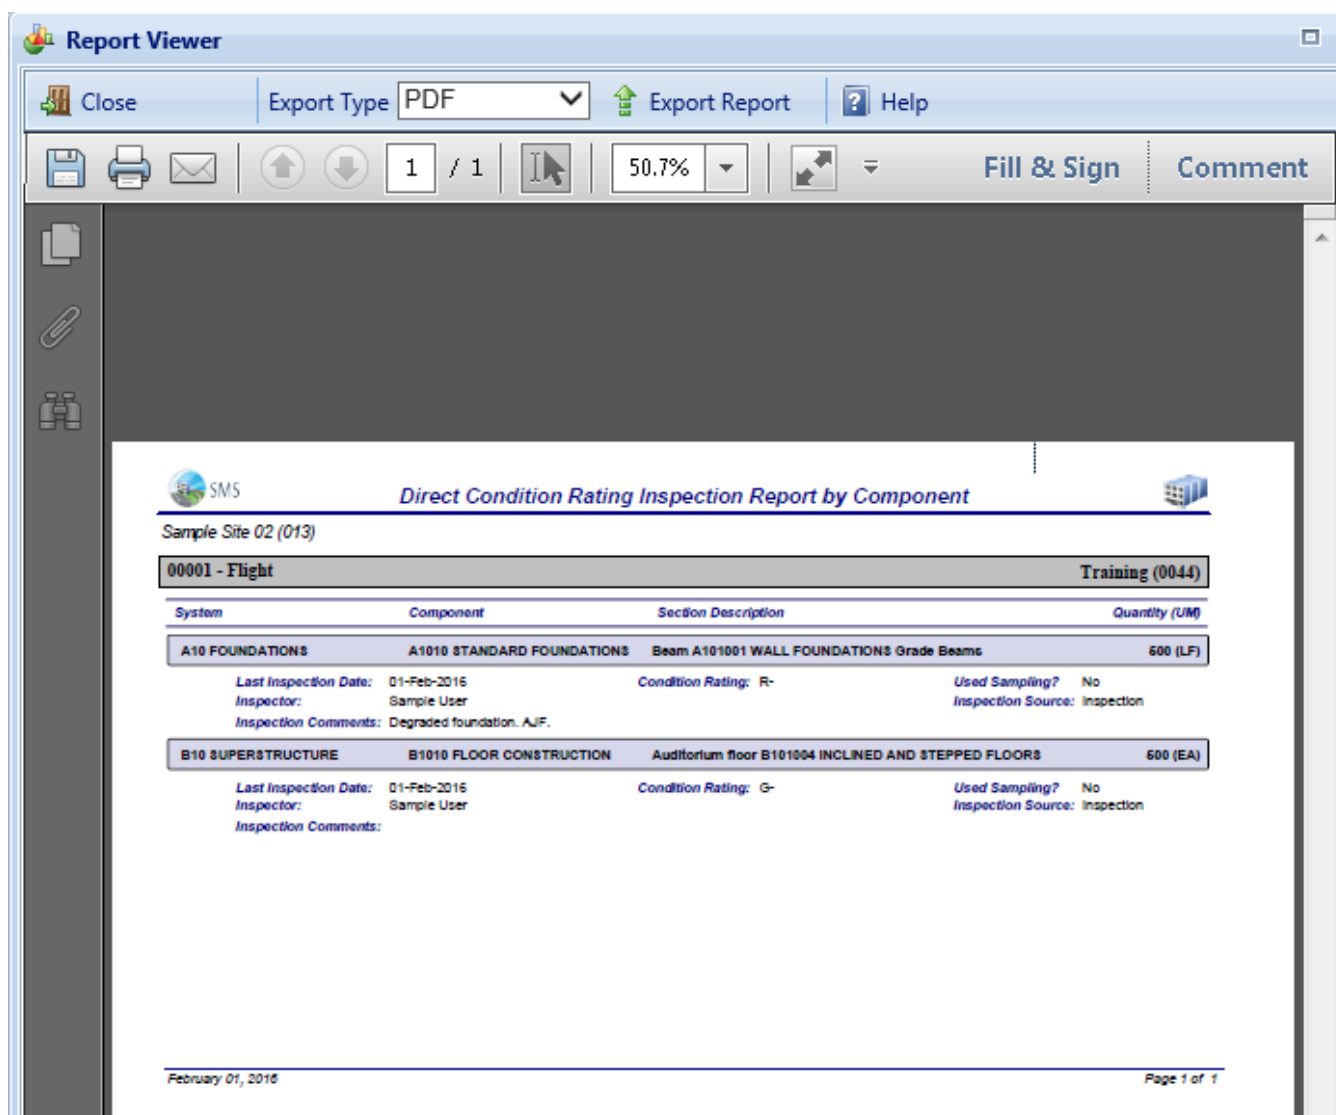 Report Viewer
Close Export Type PDF Export Report ? Help
1 / 1 50.7% Fill & Sign Comment
SMS Direct Condition Rating Inspection Report by Component
Sample Site 02 (013)
00001 - Flight Training (0044)
System Component Section Description Quantity (UM)
A10 FOUNDATIONS A1010 STANDARD FOUNDATIONS Beam A101001 WALL FOUNDATIONS Grade Beams 600 (LF)
Last Inspection Date: 01-Feb-2016 Condition Rating: R- Used Sampling? No
Inspector: Sample User Inspection Source: Inspection
Inspection Comments: Degraded foundation. AJF.
B10 SUPERSTRUCTURE B1010 FLOOR CONSTRUCTION Auditorium floor B101004 INCLINED AND STEPPED FLOORS 500 (EA)
Last Inspection Date: 01-Feb-2016 Condition Rating: G- Used Sampling? No
Inspector: Sample User Inspection Source: Inspection
Inspection Comments:
February 01, 2016 Page 1 of 1